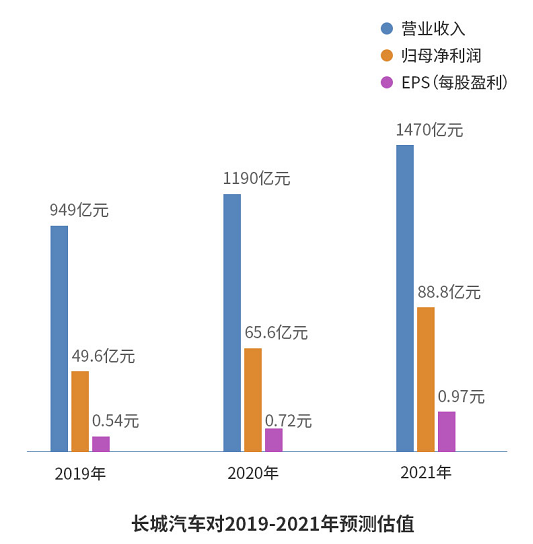 营业收入
归母净利润
EPS（每股盈利）
1470亿元
1190亿元
949亿元
88.8亿元
65.6亿元
49.6亿元
0.97元
0.72元
0.54元
2019年
2020年
2021年
长城汽车对2019-2021年预测估值